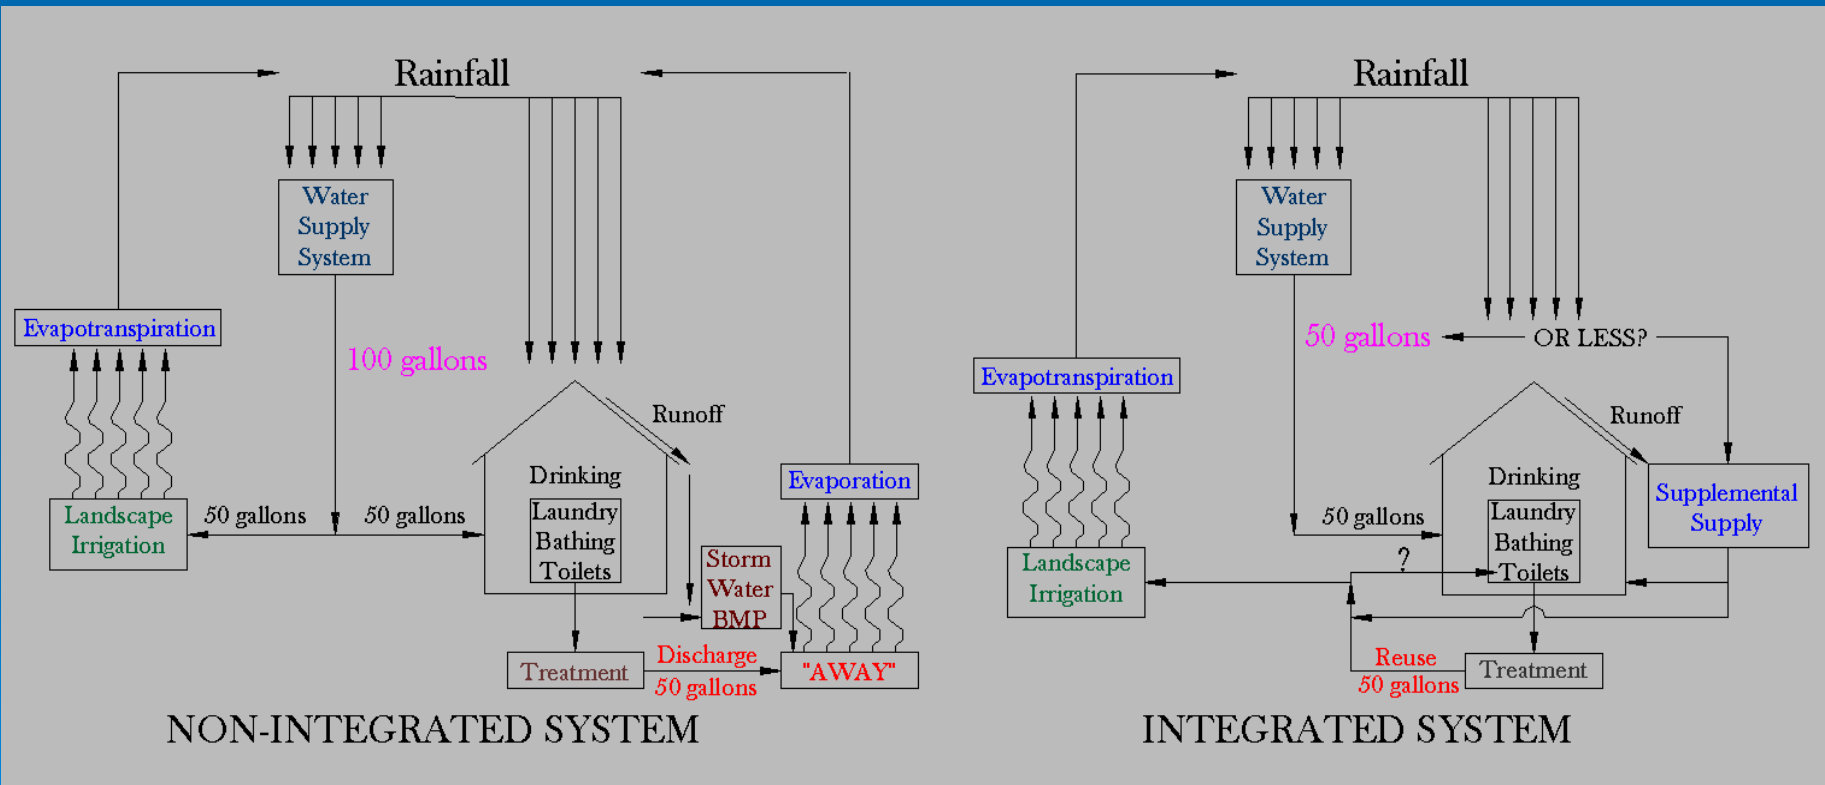 Rainfall
Water
Supply
System
Evapotranspiration
100 gallons
Runoff
Drinking
Laundry
Bathing
Toilets
Evaporation
Landscape
Irrigation
50 gallons
50 gallons
Storm
Water
BMP
Treatment
Discharge
50 gallons
"AWAY"
NON-INTEGRATED SYSTEM
Rainfall
Water
Supply
System
50 gallons
OR LESS?
Evapotranspiration
Runoff
Drinking
Laundry
Bathing
Toilets
Supplemental
Supply
50 gallons
?
Landscape
Irrigation
Reuse
50 gallons
Treatment
INTEGRATED SYSTEM